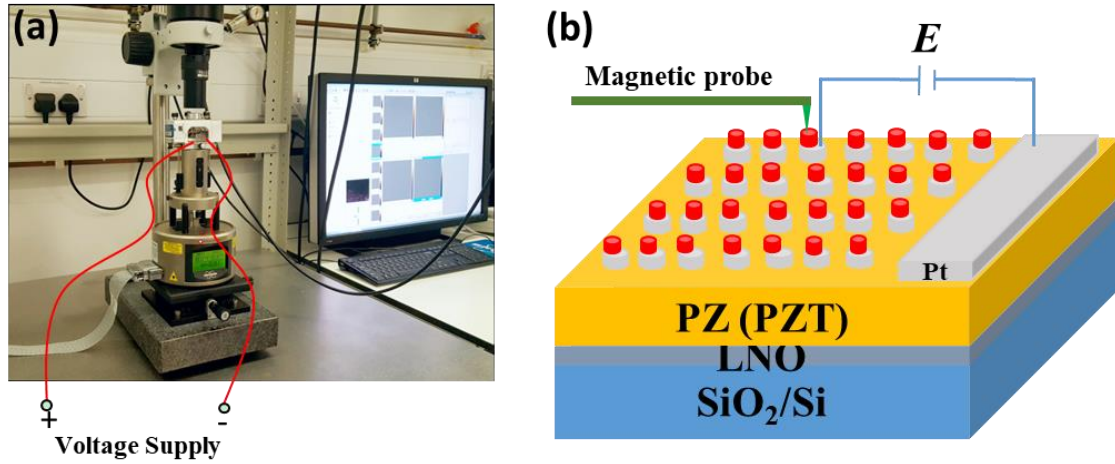 (a)
+
-
Voltage Supply
(b)
E
Magnetic probe
Pt
PZ (PZT)
LNO
SiO₂/Si